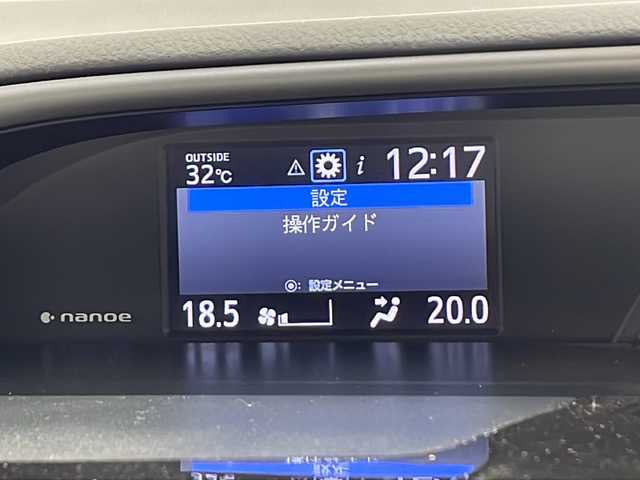 OUTSIDE
32℃
i
12:17
設定
操作ガイド
◉: 設定メニュー
18.5
20.0
nanoe